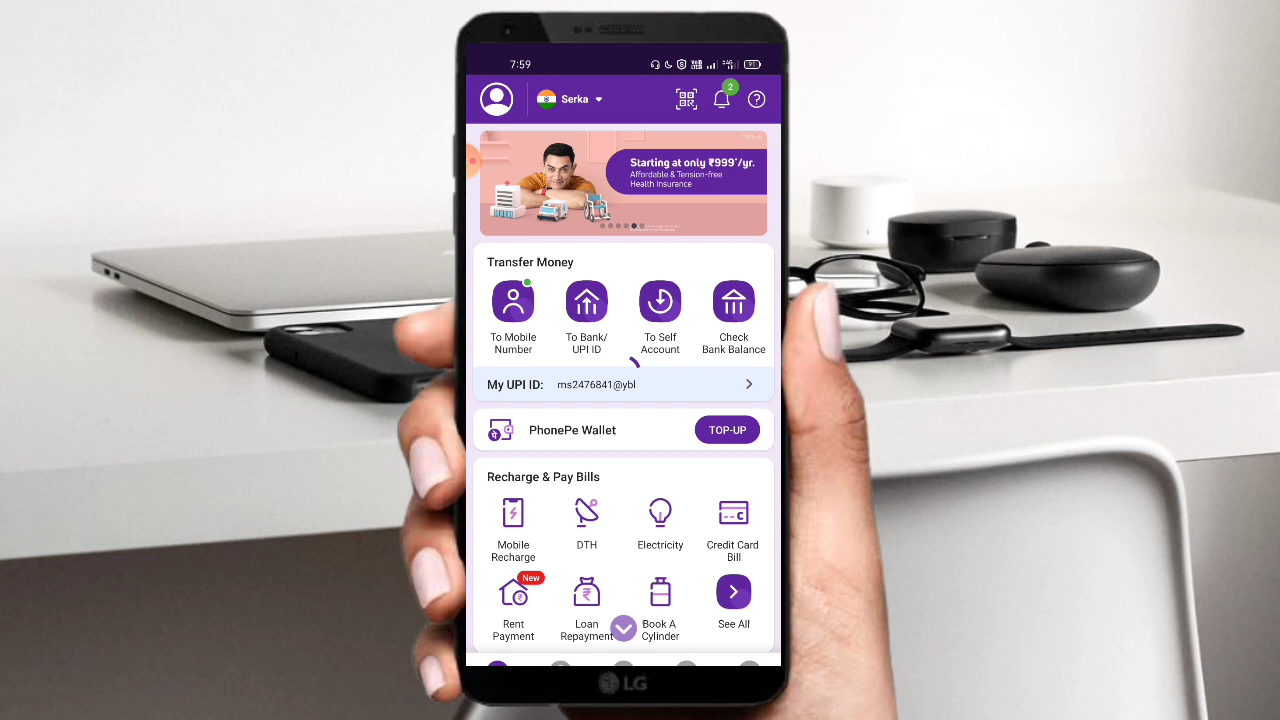 7:59
91
Serka
2
Starting at only ₹999*/yr.
Affordable & Tension-free
Health Insurance
Transfer Money
To Mobile
Number
To Bank/
UPI ID
To Self
Account
Check
Bank Balance
My UPI ID: ms2476841@ybl
PhonePe Wallet
TOP-UP
Recharge & Pay Bills
Mobile
Recharge
DTH
Electricity
Credit Card
Bill
New
Rent
Payment
Loan
Repayment
Book A
Cylinder
See All
LG